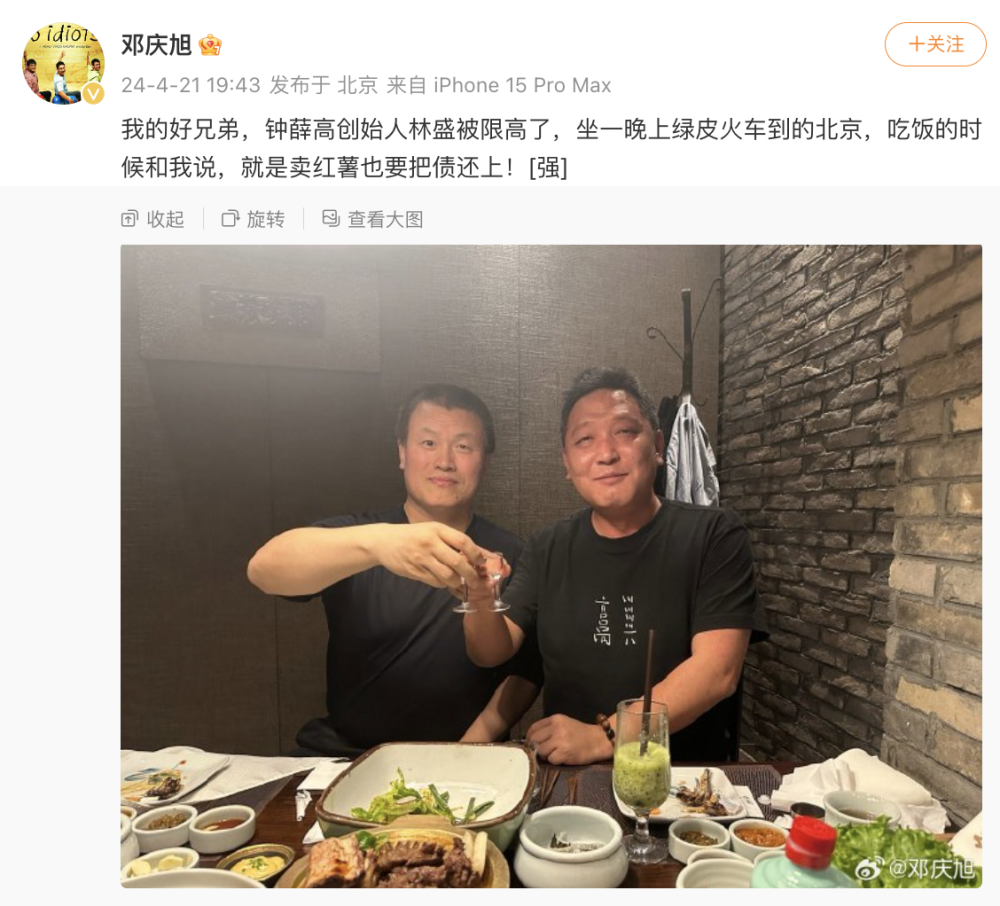 idiots
邓庆旭
+关注
24-4-21 19:43 发布于 北京 来自 iPhone 15 Pro Max
我的好兄弟，钟薛高创始人林盛被限高了，坐一晚上绿皮火车到的北京，吃饭的时
候和我说，就是卖红薯也要把债还上！[强]
收起 旋转 查看大图
@邓庆旭